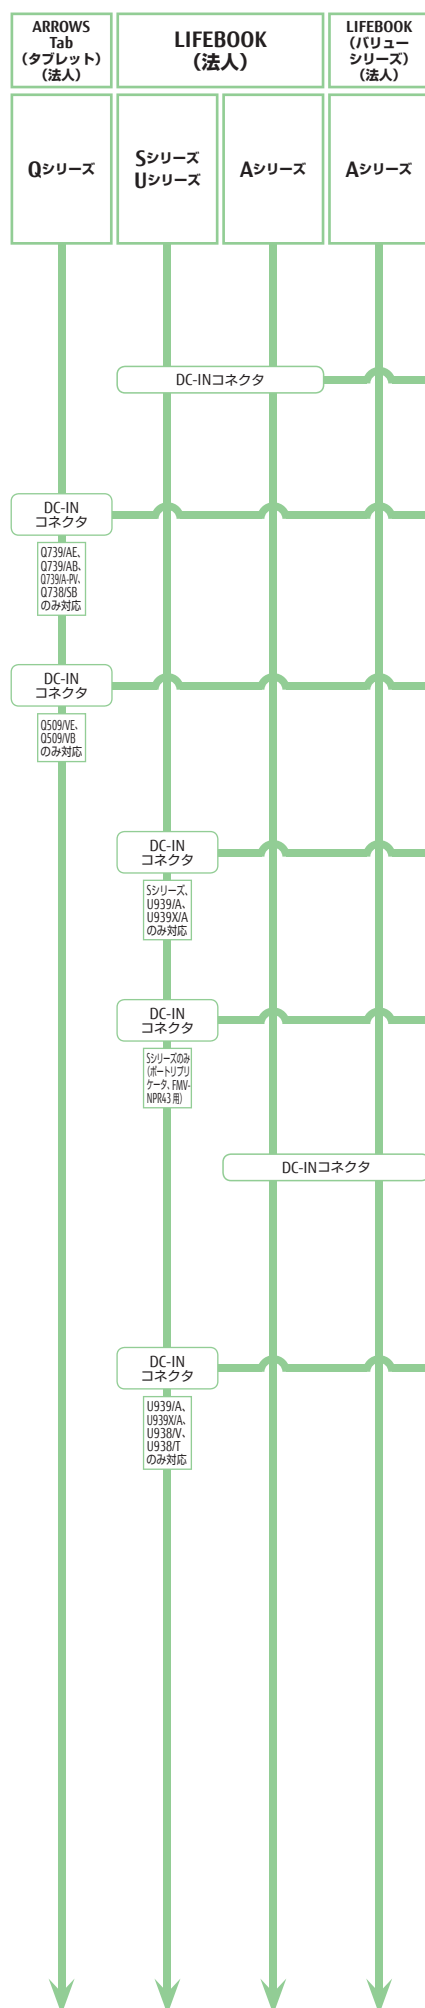 ARROWS
Tab
（タブレット）
（法人）
LIFEBOOK
（法人）
LIFEBOOK
（バリュー
シリーズ）
（法人）
Qシリーズ
Sシリーズ
Uシリーズ
Aシリーズ
Aシリーズ
DC-INコネクタ
DC-IN
コネクタ
Q739/AE、
Q739/AB、
Q739/A-PV、
Q738/SB
のみ対応
DC-IN
コネクタ
Q509/VE、
Q509/VB
のみ対応
DC-IN
コネクタ
Sシリーズ、
U939/A、
U939X/A
のみ対応
DC-IN
コネクタ
Sシリーズのみ
（ポートリプリ
ケータ、FMV-
NPR43 用）
DC-INコネクタ
DC-IN
コネクタ
U939/A、
U939X/A、
U938/V、
U938/T
のみ対応